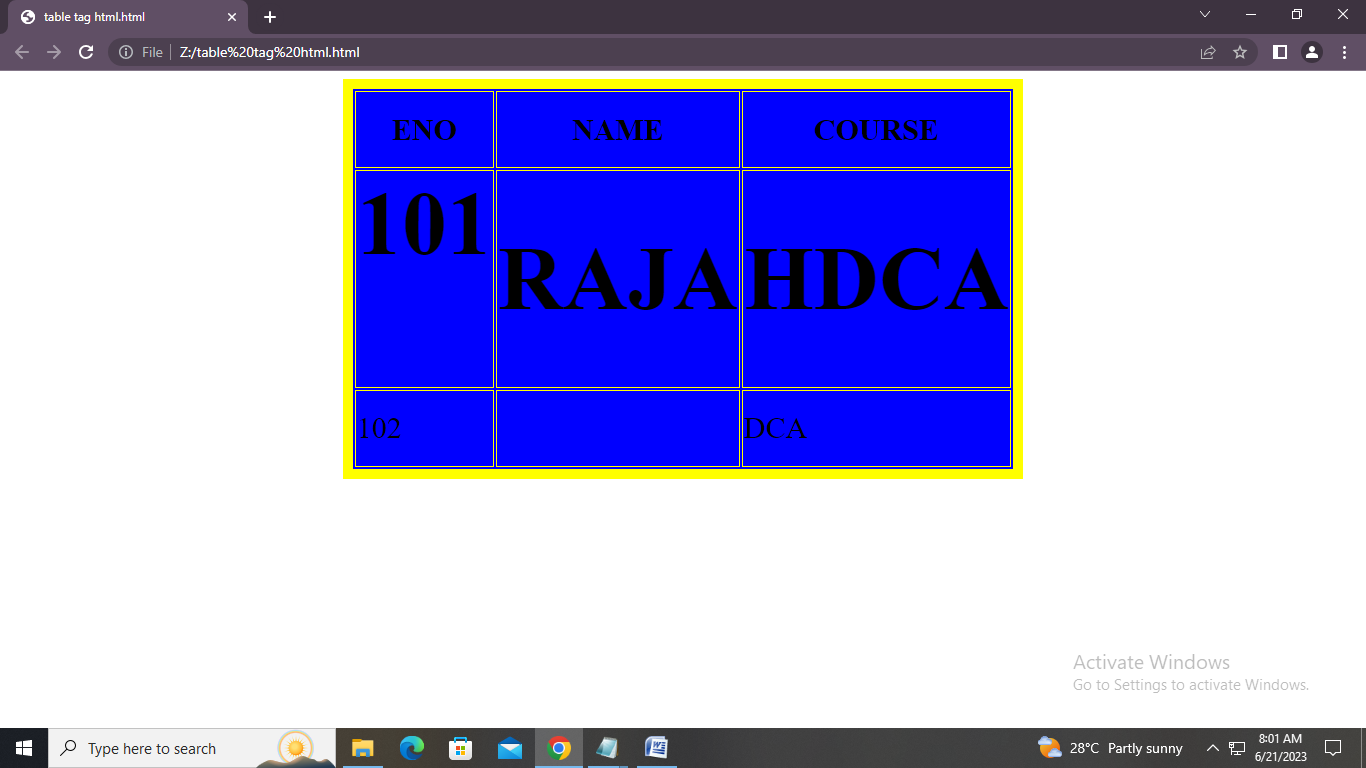 table tag html.html
File Z:/table%20tag%20html.html
ENO NAME COURSE
101 RAJA HDCA
102 DCA
Activate Windows
Go to Settings to activate Windows.
Type here to search
28°C Partly sunny
8:01 AM
6/21/2023